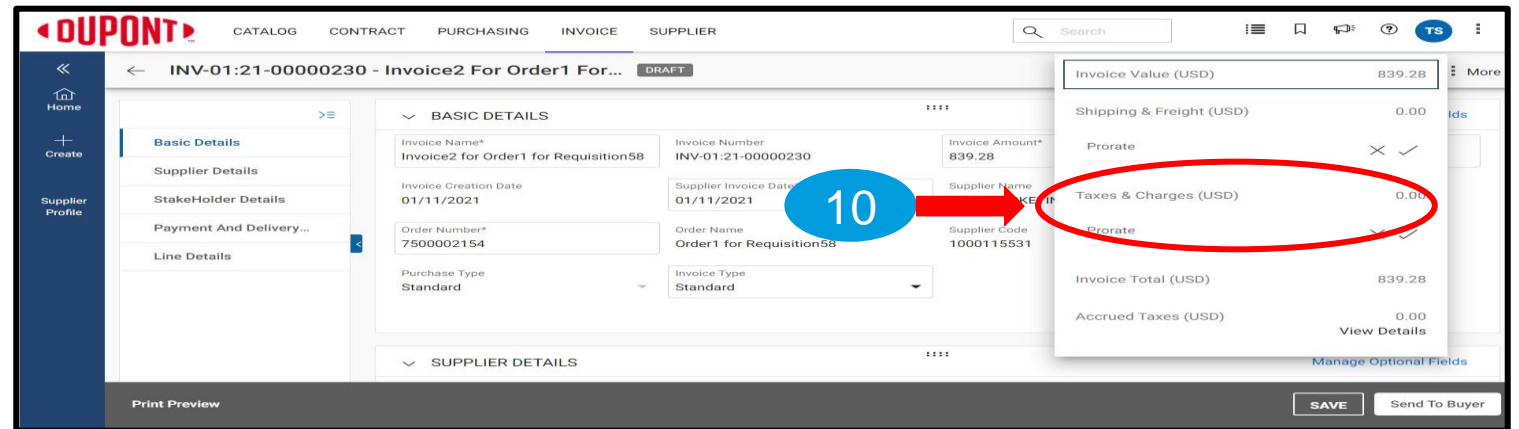 DUPONT
CATALOG CONTRACT PURCHASING INVOICE SUPPLIER Search TS
INV-01:21-00000230 - Invoice2 For Order1 For... DRAFT More
Home
Create
Supplier Profile
Basic Details
Supplier Details
StakeHolder Details
Payment And Delivery...
Line Details
BASIC DETAILS lds
Invoice Name*
Invoice2 for Order1 for Requisition58
Invoice Number
INV-01:21-00000230
Invoice Amount*
839.28
Invoice Creation Date
01/11/2021
Supplier Invoice Date
01/11/2021
Supplier Name
KE IN
Order Number*
7500002154
Order Name
Order1 for Requisition58
Supplier Code
1000115531
Purchase Type
Standard
Invoice Type
Standard
10
Invoice Value (USD) 839.28
Shipping & Freight (USD) 0.00
Prorate
Taxes & Charges (USD) 0.00
Prorate
Invoice Total (USD) 839.28
Accrued Taxes (USD) 0.00
View Details
SUPPLIER DETAILS Manage Optional Fields
Print Preview SAVE Send To Buyer